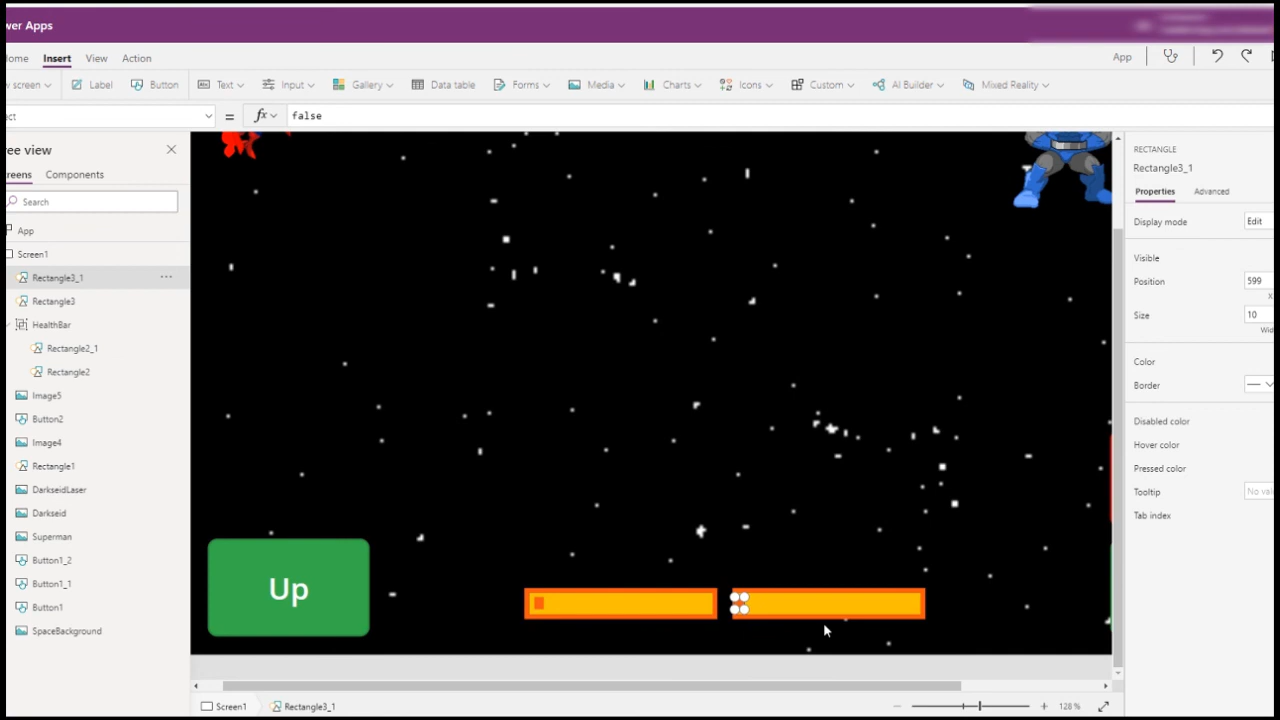 wer Apps
ome Insert View Action App
w screen Label Button Text Input Gallery Data table Forms Media Charts Icons Custom AI Builder Mixed Reality
ect = fx false
ree view
reens Components
Search
App
Screen1
Rectangle3_1 ...
Rectangle3
HealthBar
Rectangle2_1
Rectangle2
Image5
Button2
Image4
Rectangle1
DarkseidLaser
Darkseid
Superman
Button1_2
Button1_1
Button1
SpaceBackground
Up
RECTANGLE
Rectangle3_1
Properties Advanced
Display mode Edit
Visible
Position 599
X
Size 10
Wid
Color
Border
Disabled color
Hover color
Pressed color
Tooltip No val
Tab index
Screen1 Rectangle3_1 128 %